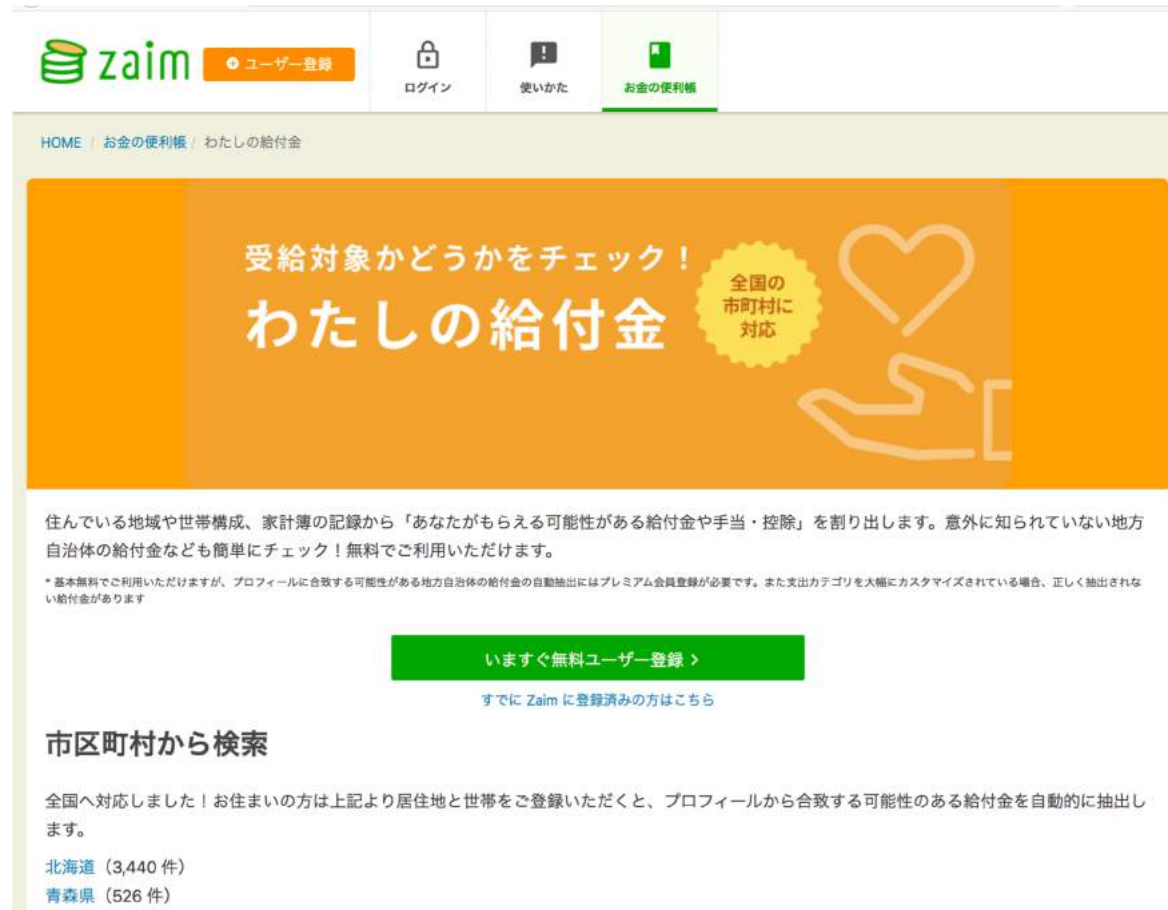 zaim
ユーザー登録
ログイン
使いかた
お金の便利帳
HOME / お金の便利帳 / わたしの給付金
受給対象かどうかをチェック！
わたしの給付金
全国の
市町村に
対応
住んでいる地域や世帯構成、家計簿の記録から「あなたがもらえる可能性がある給付金や手当・控除」を割り出します。意外に知られていない地方
自治体の給付金なども簡単にチェック！無料でご利用いただけます。
* 基本無料でご利用いただけますが、プロフィールに合致する可能性がある地方自治体の給付金の自動抽出にはプレミアム会員登録が必要です。また支出カテゴリを大幅にカスタマイズされている場合、正しく抽出されな
い給付金があります
いますぐ無料ユーザー登録 >
すでに Zaim に登録済みの方はこちら
市区町村から検索
全国へ対応しました！お住まいの方は上記より居住地と世帯をご登録いただくと、プロフィールから合致する可能性のある給付金を自動的に抽出し
ます。
北海道（3,440 件）
青森県（526 件）